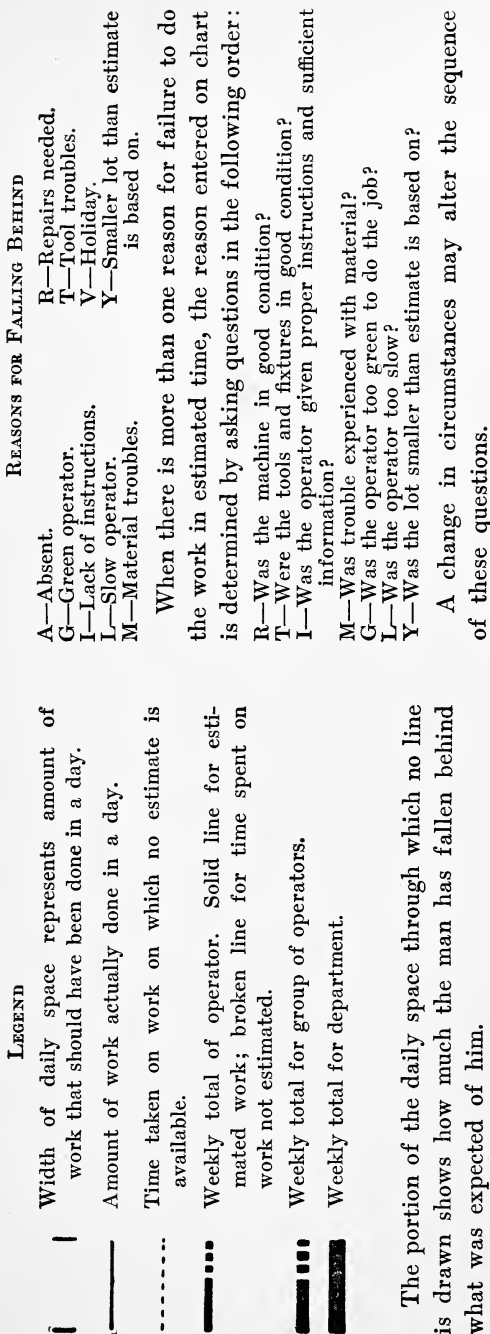 LEGEND
Width of daily space represents amount of
work that should have been done in a day.
Amount of work actually done in a day.
Time taken on work on which no estimate is
available.
Weekly total of operator. Solid line for esti-
mated work; broken line for time spent on
work not estimated.
Weekly total for group of operators.
Weekly total for department.
The portion of the daily space through which no line
is drawn shows how much the man has fallen behind
what was expected of him.
REASONS FOR FALLING BEHIND
A—Absent.
G—Green operator.
I—Lack of instructions.
L—Slow operator.
M—Material troubles.
R—Repairs needed.
T—Tool troubles.
V—Holiday.
Y—Smaller lot than estimate
is based on.
When there is more than one reason for failure to do
the work in estimated time, the reason entered on chart
is determined by asking questions in the following order:
R—Was the machine in good condition?
T—Were the tools and fixtures in good condition?
I—Was the operator given proper instructions and sufficient
information?
M—Was trouble experienced with material?
G—Was the operator too green to do the job?
L—Was the operator too slow?
Y—Was the lot smaller than estimate is based on?
A change in circumstances may alter the sequence
of these questions.